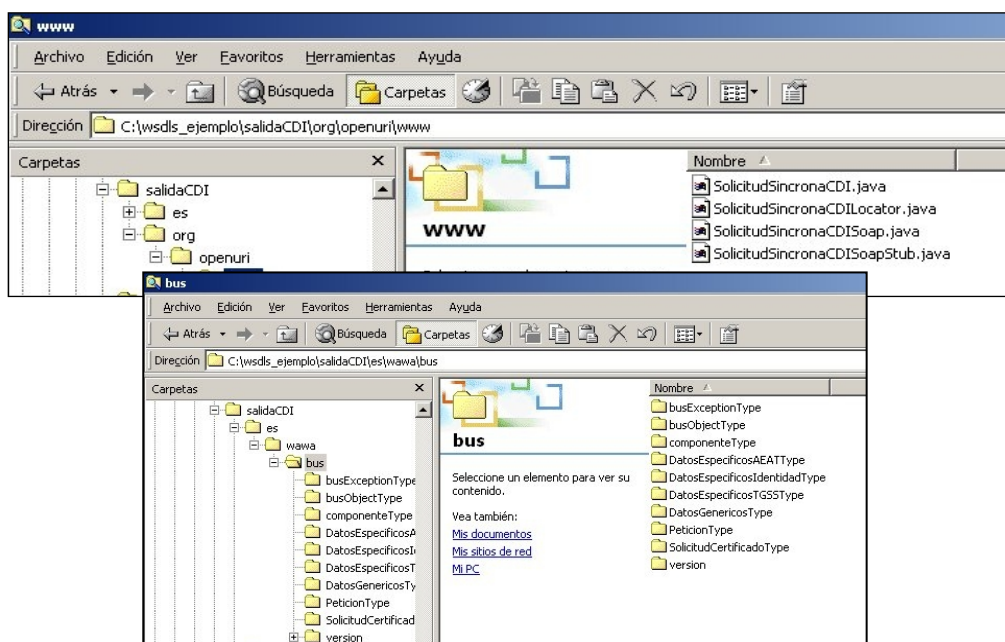 www
Archivo Edición Ver Favoritos Herramientas Ayuda
Atrás Búsqueda Carpetas
Dirección C:\wsdls_ejemplo\salidaCDI\org\openuri\www
Carpetas
salidaCDI
es
org
openuri
www
Nombre
SolicitudSincronaCDI.java
SolicitudSincronaCDILocator.java
SolicitudSincronaCDISoap.java
SolicitudSincronaCDISoapStub.java
bus
Archivo Edición Ver Favoritos Herramientas Ayuda
Atrás Búsqueda Carpetas
Dirección C:\wsdls_ejemplo\salidaCDI\es\wawa\bus
Carpetas
salidaCDI
es
wawa
bus
busExceptionType
busObjectType
componenteType
DatosEspecificosA
DatosEspecificosI
DatosEspecificosT
DatosGenericosTy
PeticionType
SolicitudCertificad
version
bus
Seleccione un elemento para ver su
contenido.
Vea también:
Mis documentos
Mis sitios de red
Mi PC
Nombre
busExceptionType
busObjectType
componenteType
DatosEspecificosAEATType
DatosEspecificosIdentidadType
DatosEspecificosTGSSType
DatosGenericosType
PeticionType
SolicitudCertificadoType
version